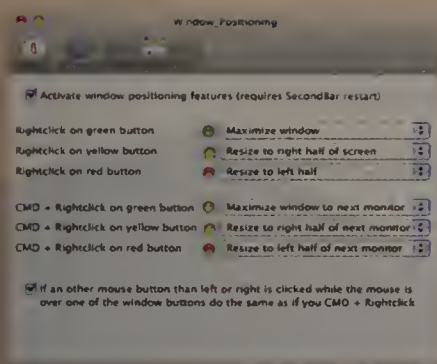 Window_Positioning
Activate window positioning features (requires SecondBar restart)
Rightclick on green button Maximize window
Rightclick on yellow button Resize to right half of screen
Rightclick on red button Resize to left half
CMD + Rightclick on green button Maximize window to next monitor
CMD + Rightclick on yellow button Resize to right half of next monitor
CMD + Rightclick on red button Resize to left half of next monitor
If an other mouse button than left or right is clicked while the mouse is
over one of the window buttons do the same as if you CMD + Rightclick